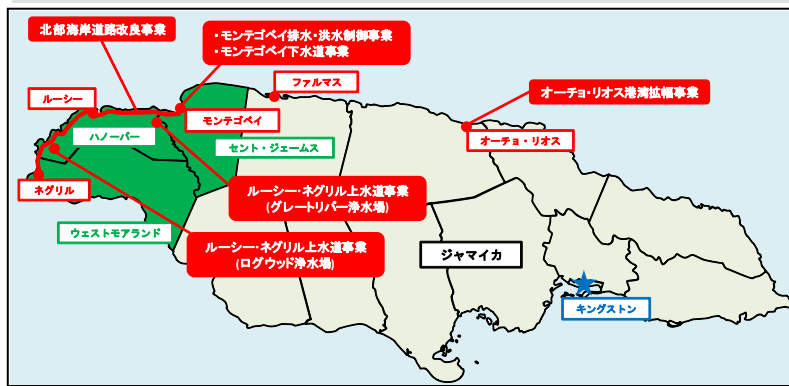 北部海岸道路改良事業
・モンテゴベイ排水・洪水制御事業
・モンテゴベイ下水道事業
ファルマス
オーチョ・リオス港湾拡幅事業
ルーシー
モンテゴベイ
ハノーバー
セント・ジェームス
オーチョ・リオス
ネグリル
ルーシー・ネグリル上水道事業
(グレートリバー浄水場)
ウェストモアランド
ルーシー・ネグリル上水道事業
(ログウッド浄水場)
ジャマイカ
キングストン